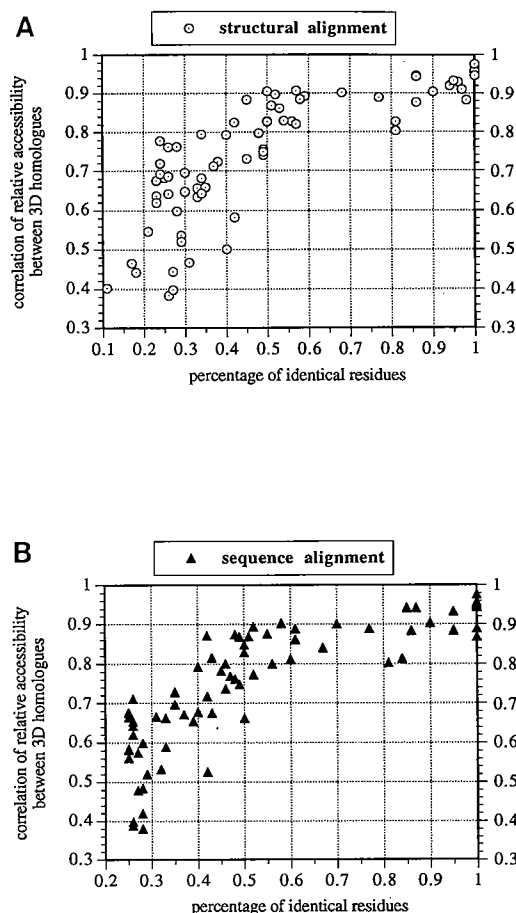 A
structural alignment
1
0.9
0.8
0.7
0.6
0.5
0.4
0.3
1
0.9
0.8
0.7
0.6
0.5
0.4
0.3
correlation of relative accessibility
between 3D homologues
0.1 0.2 0.3 0.4 0.5 0.6 0.7 0.8 0.9 1
percentage of identical residues
B
sequence alignment
1
0.9
0.8
0.7
0.6
0.5
0.4
0.3
1
0.9
0.8
0.7
0.6
0.5
0.4
0.3
correlation of relative accessibility
between 3D homologues
0.2 0.3 0.4 0.5 0.6 0.7 0.8 0.9 1
percentage of identical residues